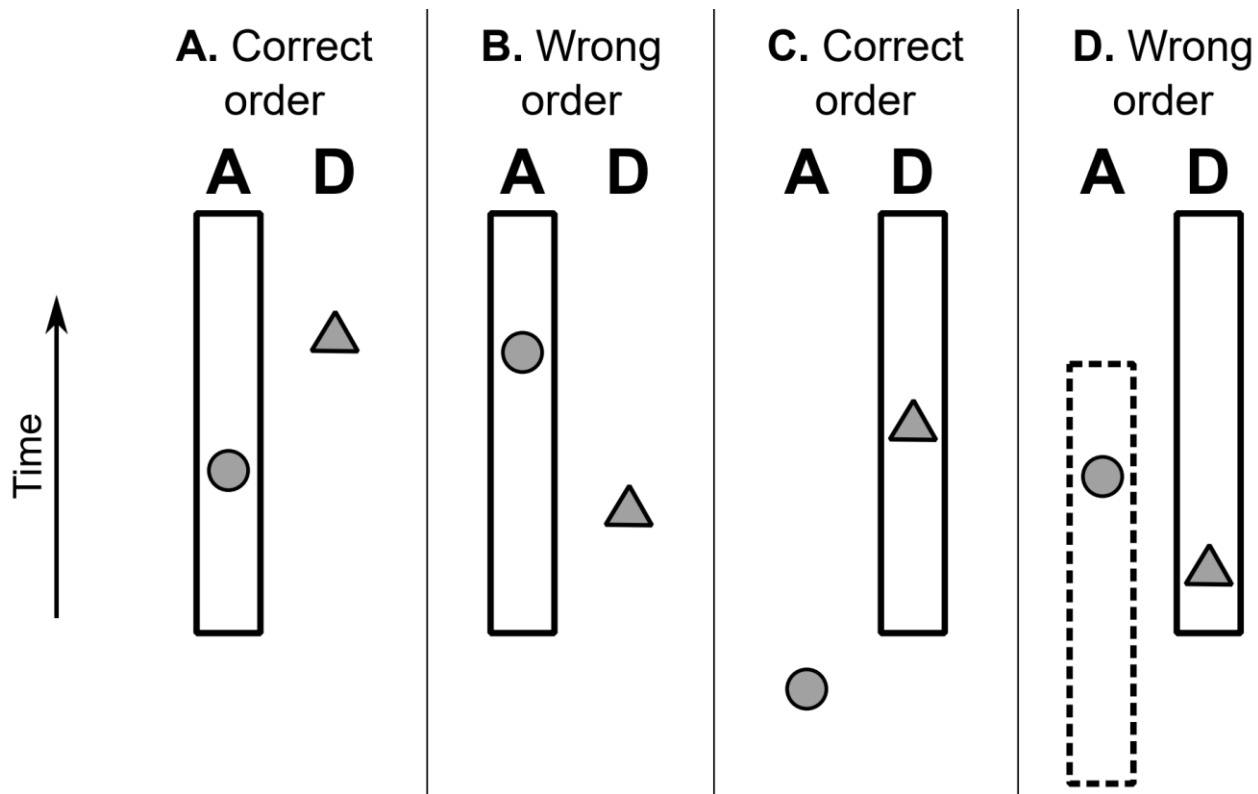 A. Correct
order
A D
B. Wrong
order
A D
C. Correct
order
A D
D. Wrong
order
A D
Time